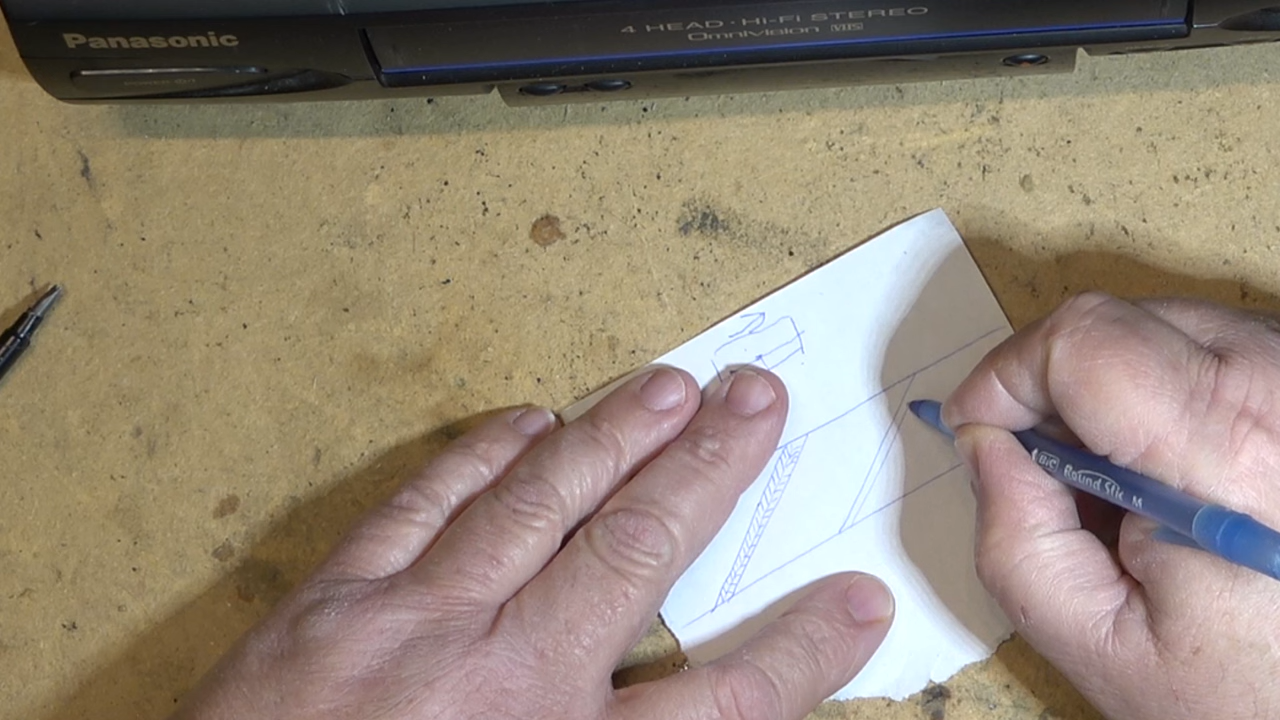 Panasonic
4 HEAD · Hi-Fi STEREO
OmniVision VHS
BIC Round Stic M